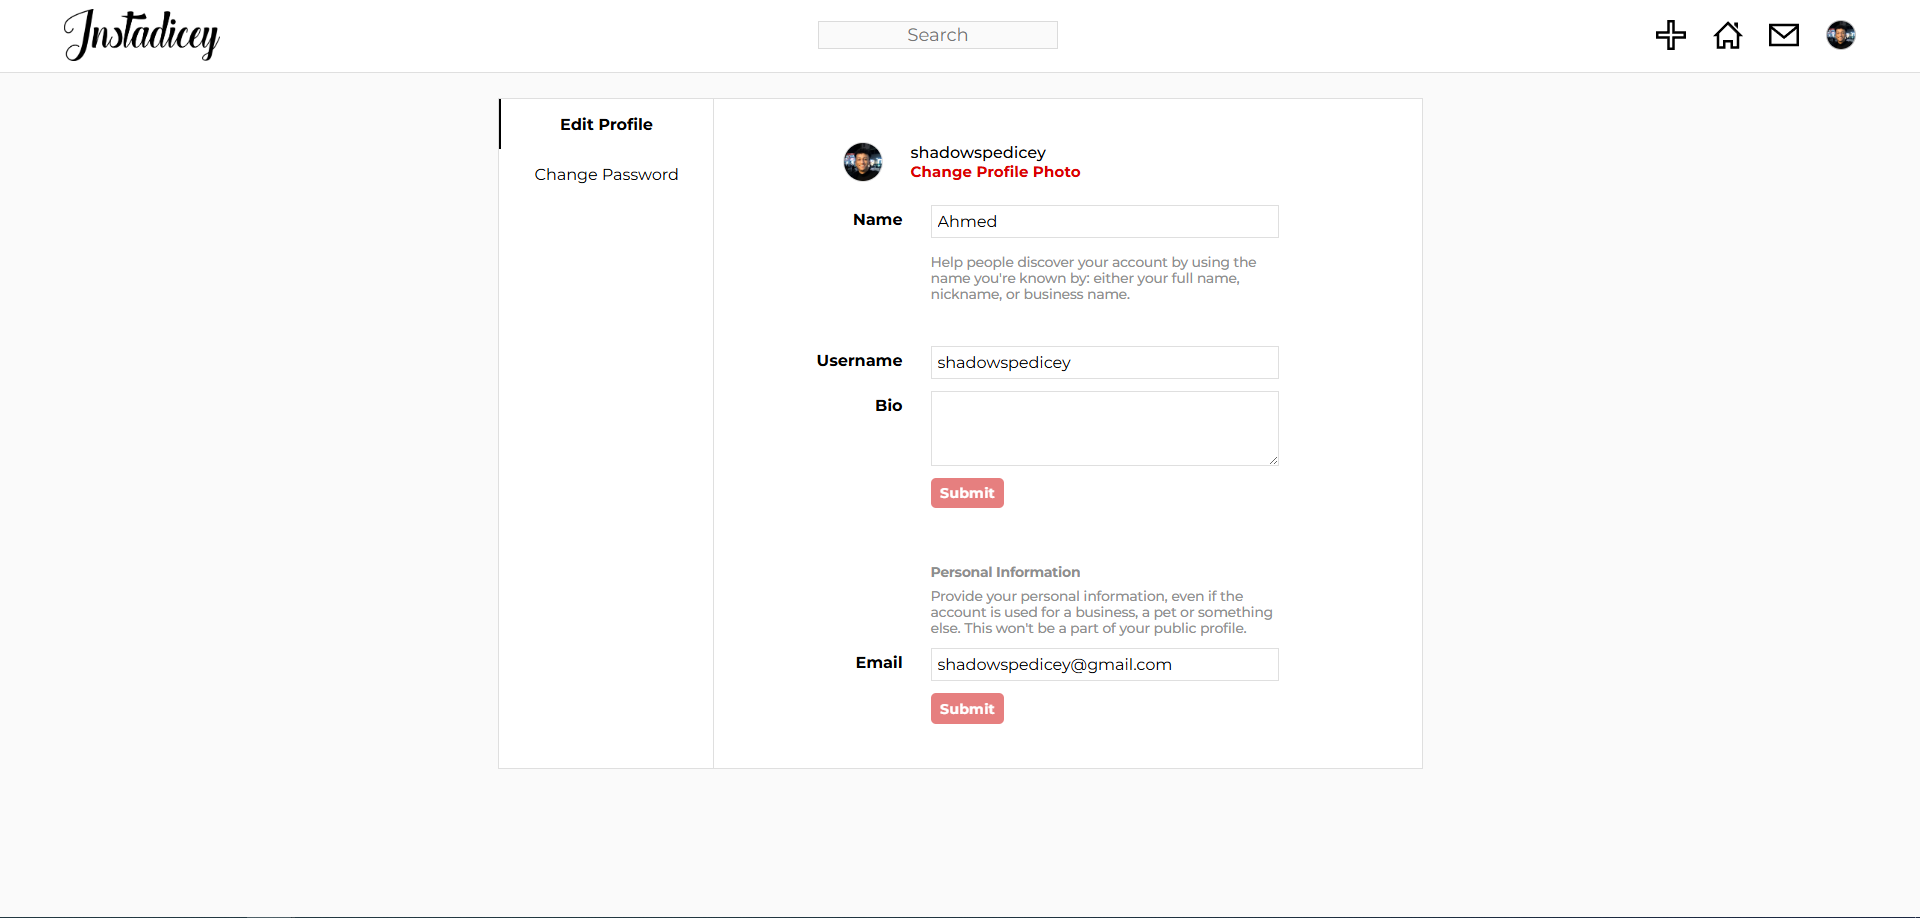 Instadicey
Search
Edit Profile
Change Password
shadowspedicey
Change Profile Photo
Name
Ahmed
Help people discover your account by using the
name you're known by: either your full name,
nickname, or business name.
Username
shadowspedicey
Bio
Submit
Personal Information
Provide your personal information, even if the
account is used for a business, a pet or something
else. This won't be a part of your public profile.
Email
shadowspedicey@gmail.com
Submit